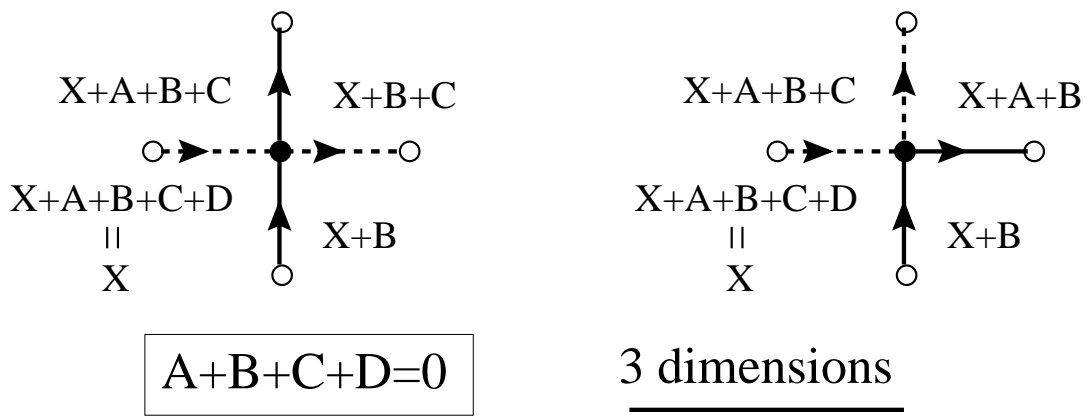 X+A+B+C
X+B+C
X+A+B+C+D
=
X
X+B
X+A+B+C
X+A+B
X+A+B+C+D
=
X
X+B
A+B+C+D=0
3 dimensions